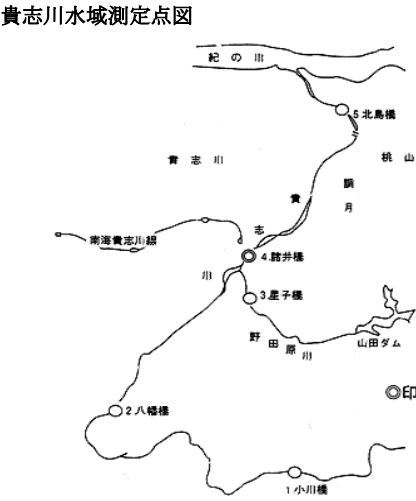 貴志川水域測定点図
紀の川
5北島橋
桃山
貴志川
調月
貴志川
南海貴志川線
4.諸井橋
3.星子橋
野田原川
山田ダム
◎印
2八幡橋
1小川橋